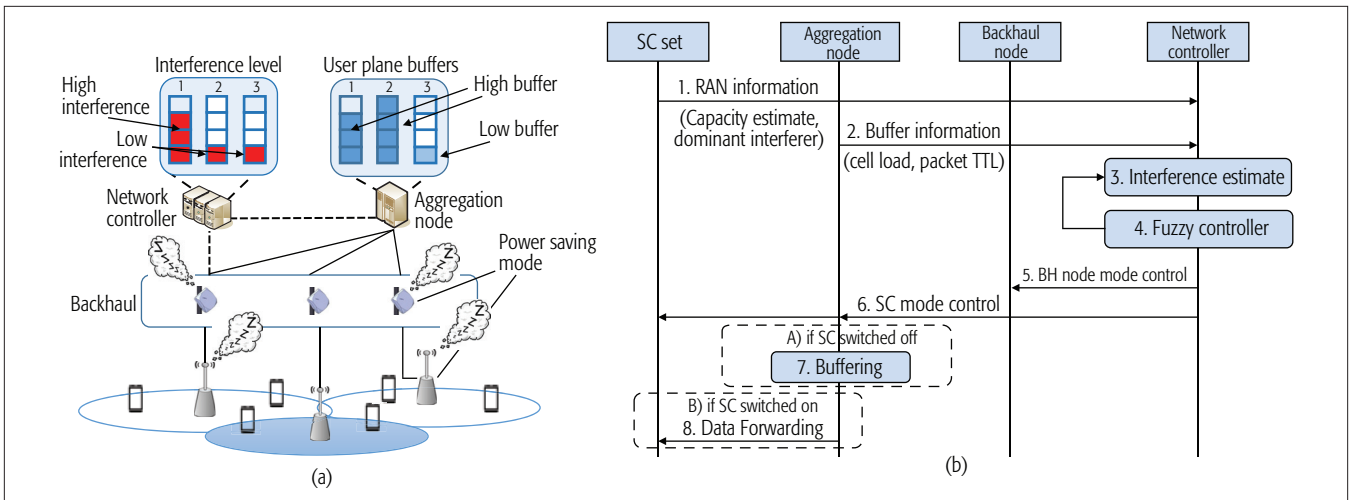 Interference level
1 2 3
High
interference
Low
interference
User plane buffers
1 2 3
High buffer
Low buffer
Network
controller
Aggregation
node
Power saving
mode
Z z z z
Z z z z
Backhaul
Z z z z
Z z z z
(a)
SC set
Aggregation
node
Backhaul
node
Network
controller
1. RAN information
(Capacity estimate,
dominant interferer)
2. Buffer information
(cell load, packet TTL)
3. Interference estimate
4. Fuzzy controller
5. BH node mode control
6. SC mode control
A) if SC switched off
7. Buffering
B) if SC switched on
8. Data Forwarding
(b)